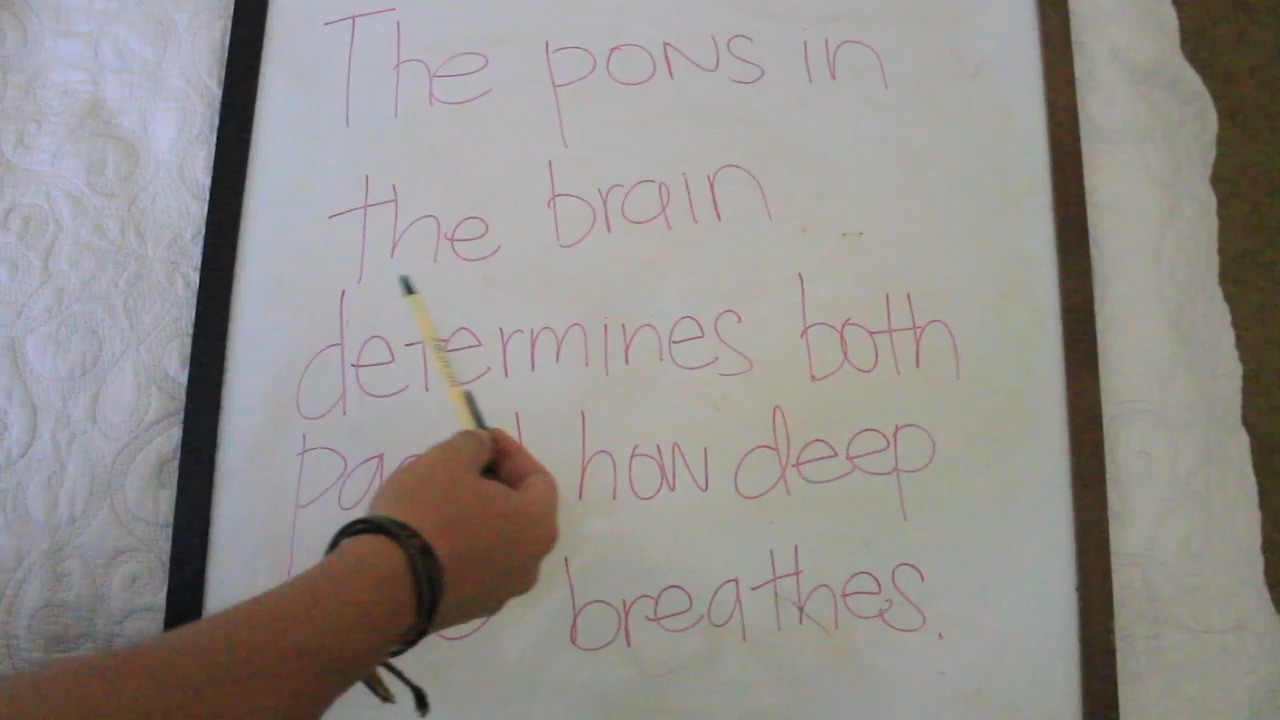 The pons in
the brain
determines both
how deep
breathes.